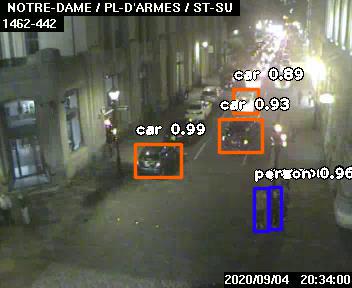 NOTRE-DAME / PL-D'ARMES / ST-SU
1462-442
car 0.89
car 0.93
car 0.99
person 0.96
2020/09/04 20:34:00